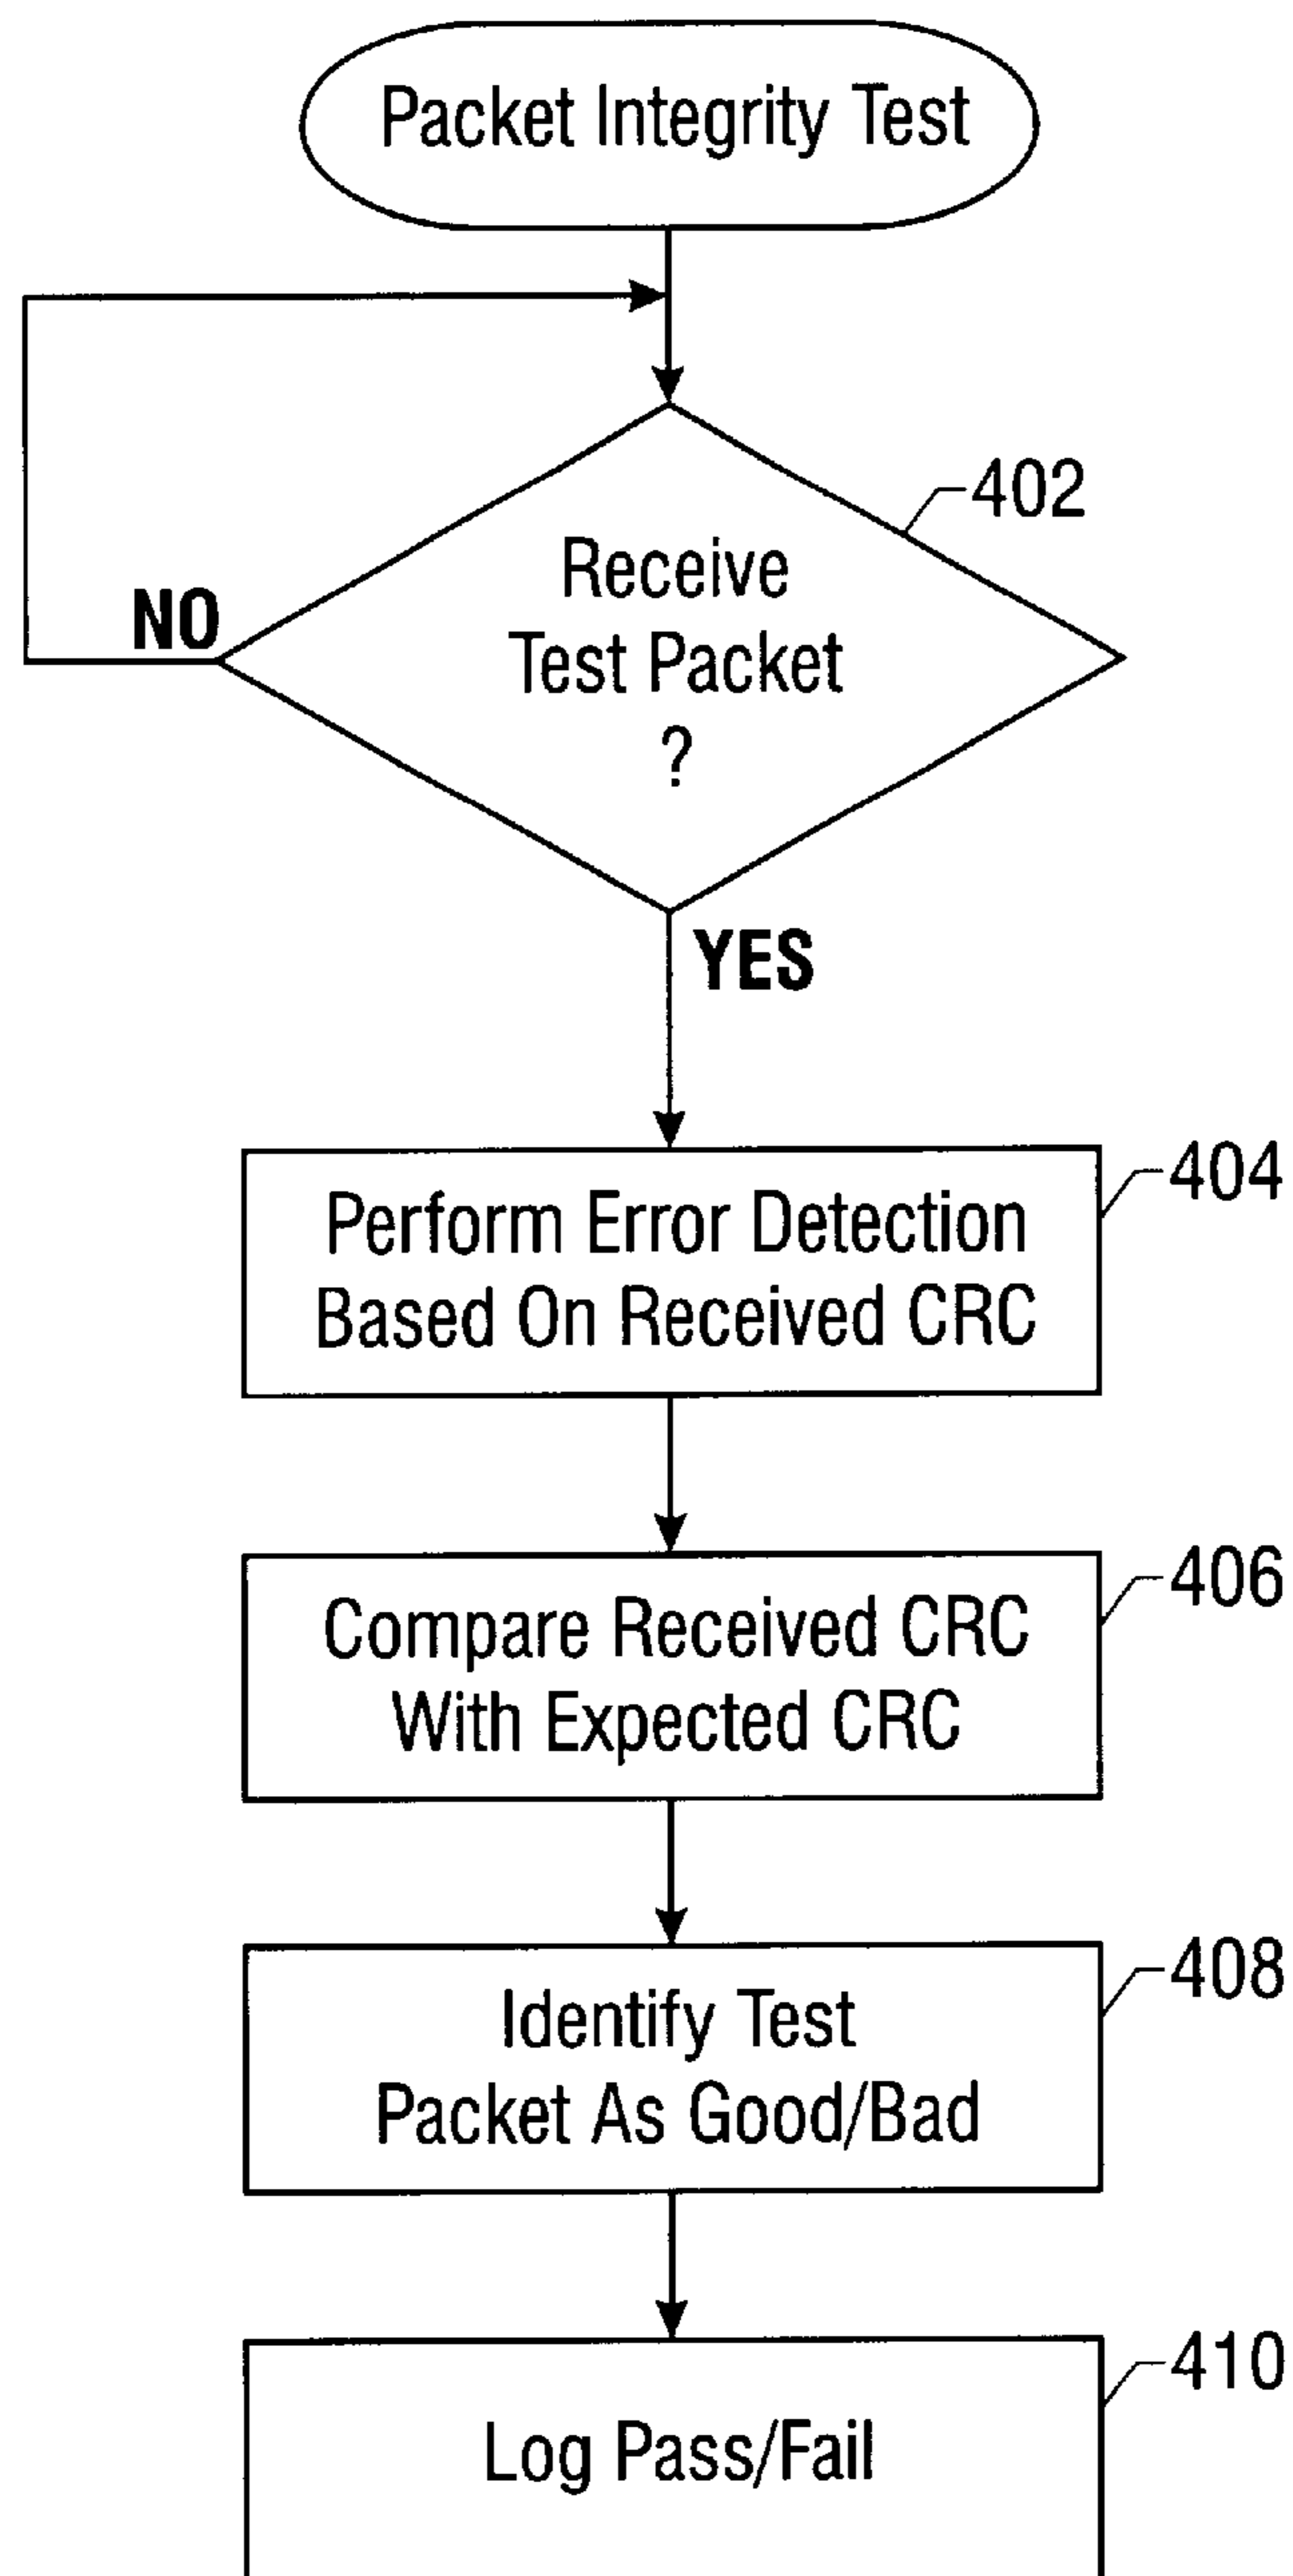 Packet Integrity Test
402
Receive
Test Packet
?
NO
YES
404
Perform Error Detection
Based On Received CRC
406
Compare Received CRC
With Expected CRC
408
Identify Test
Packet As Good/Bad
410
Log Pass/Fail